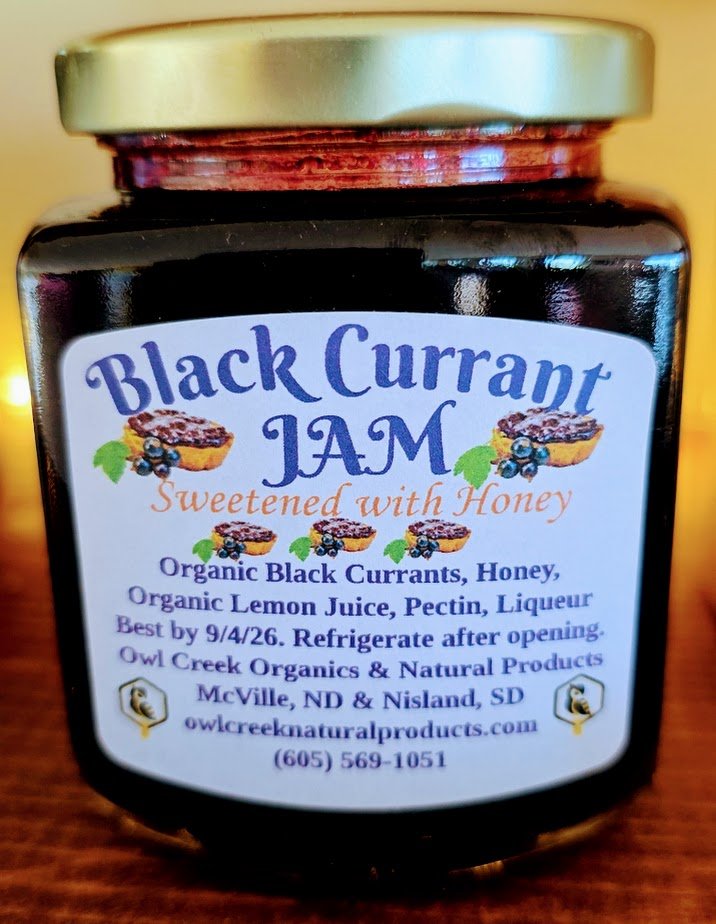 Black Currant
JAM
Sweetened with Honey
Organic Black Currants, Honey,
Organic Lemon Juice, Pectin, Liqueur
Best by 9/4/26. Refrigerate after opening.
Owl Creek Organics & Natural Products
McVille, ND & Nisland, SD
owlcreeknaturalproducts.com
(605) 569-1051